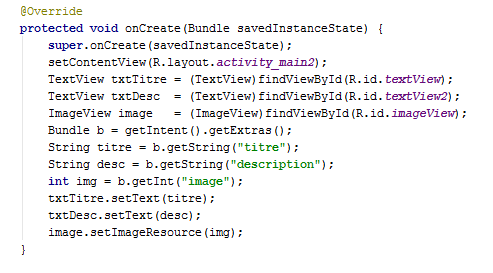 @Override
protected void onCreate(Bundle savedInstanceState) {
    super.onCreate(savedInstanceState);
    setContentView(R.layout.activity_main2);
    TextView txtTitre = (TextView)findViewById(R.id.textView);
    TextView txtDesc  = (TextView)findViewById(R.id.textView2);
    ImageView image   = (ImageView)findViewById(R.id.imageView);
    Bundle b = getIntent().getExtras();
    String titre = b.getString("titre");
    String desc = b.getString("description");
    int img = b.getInt("image");
    txtTitre.setText(titre);
    txtDesc.setText(desc);
    image.setImageResource(img);
}